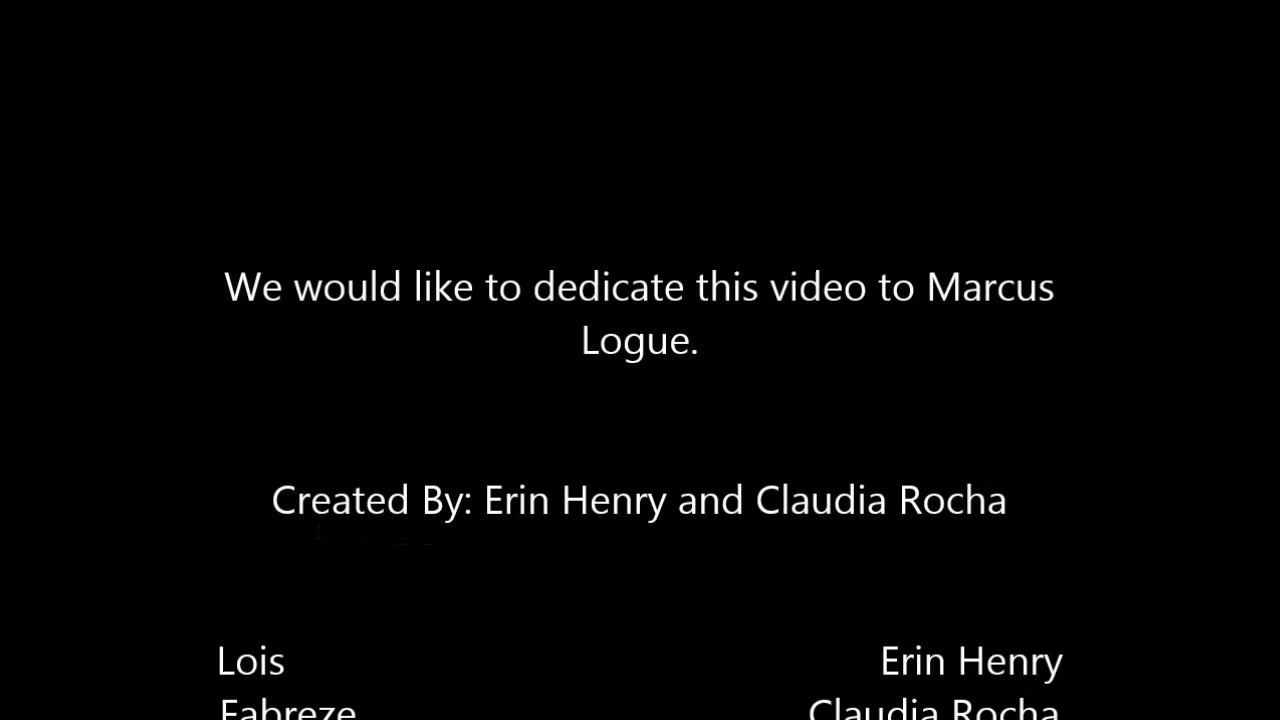 We would like to dedicate this video to Marcus
Logue.
Created By: Erin Henry and Claudia Rocha
Lois Erin Henry
Fabreze Claudia Rocha